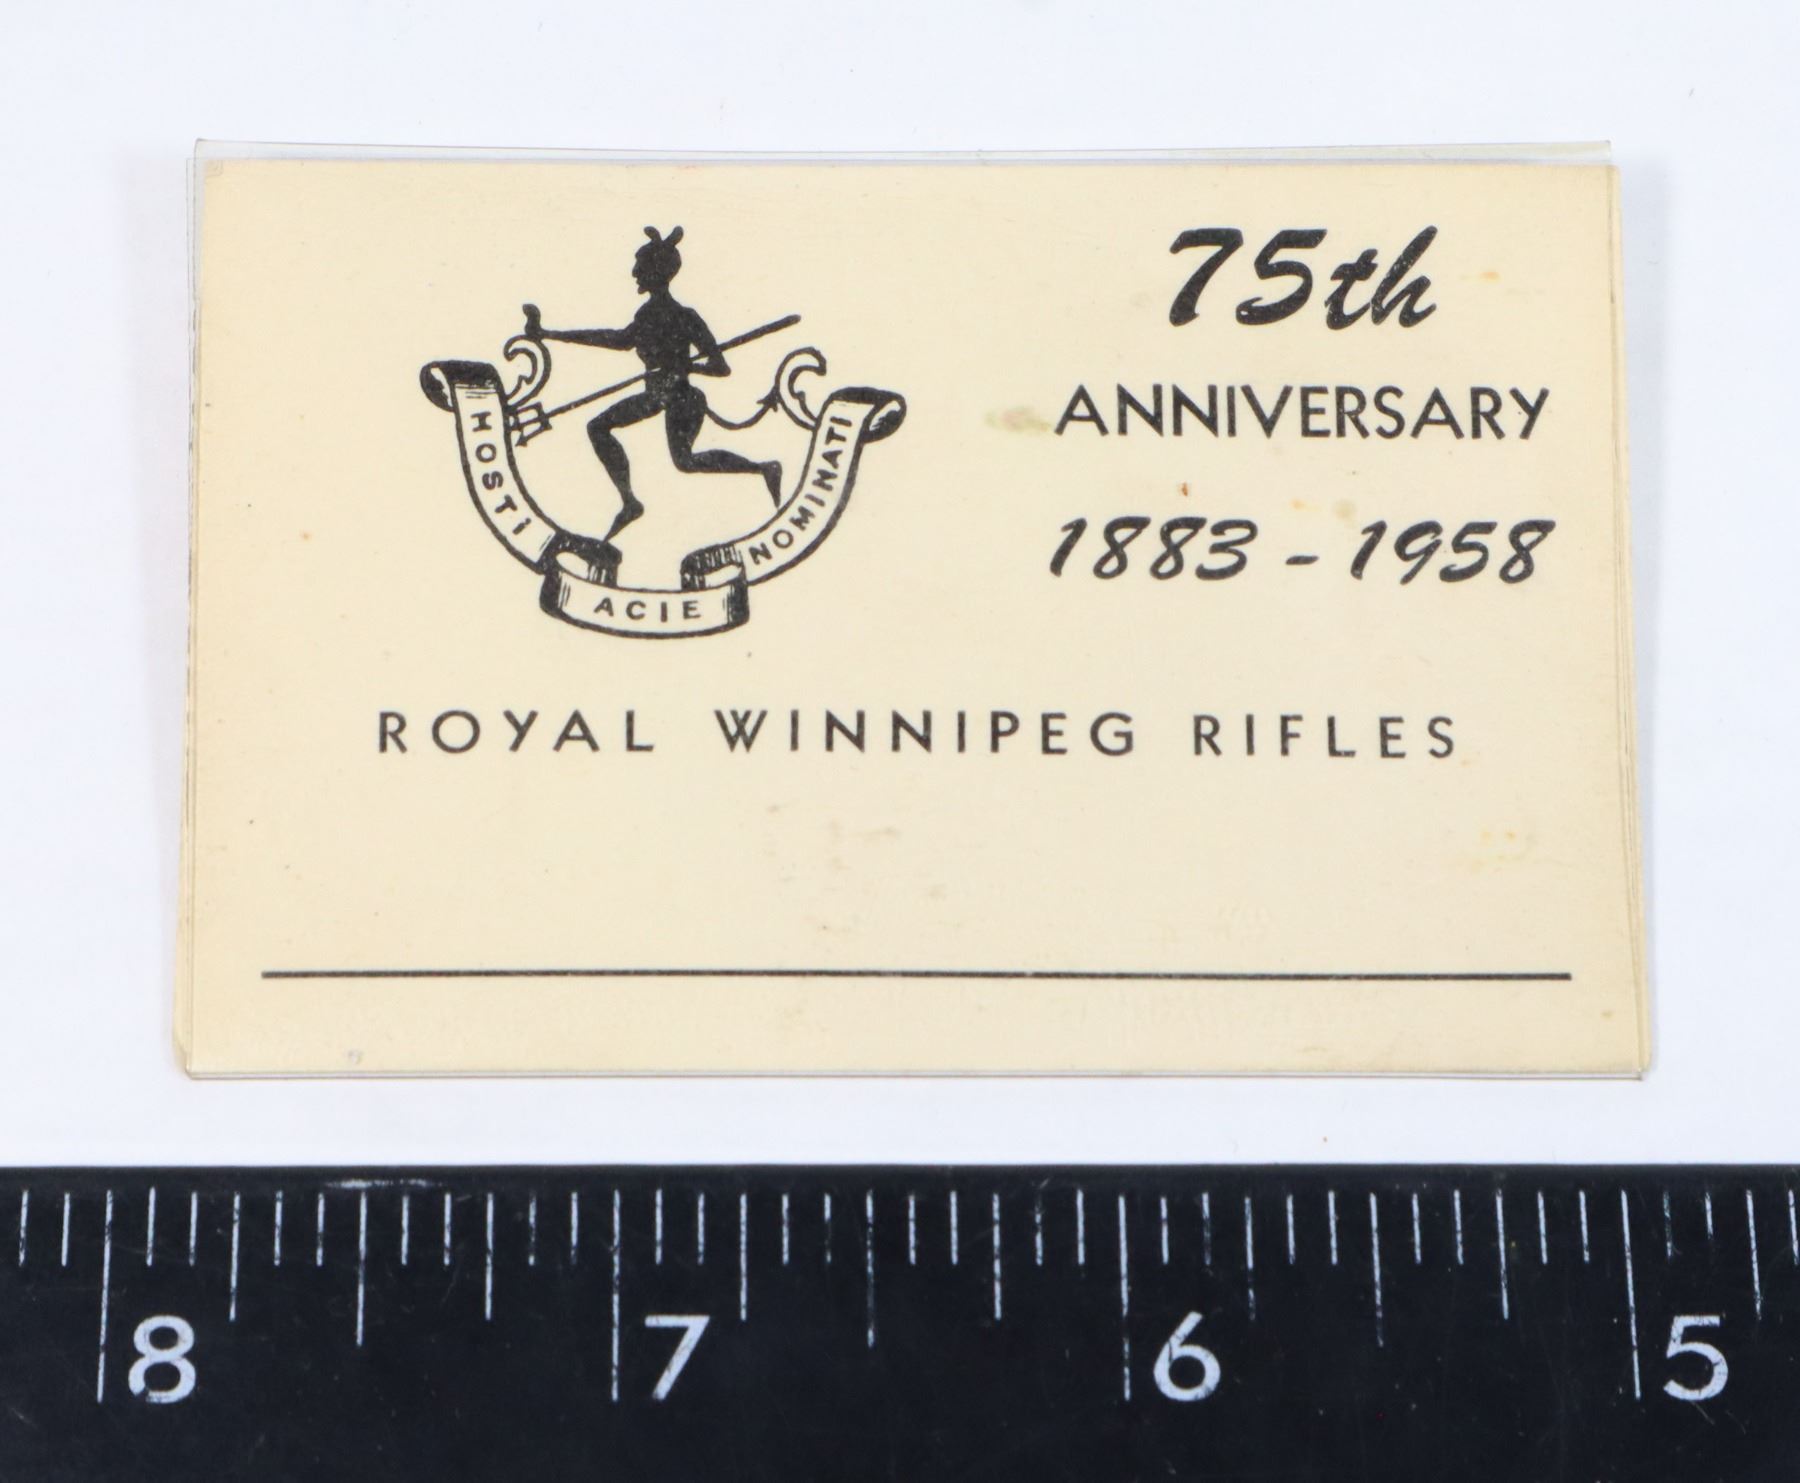 75th
ANNIVERSARY
1883 - 1958
HOSTI
ACIE
NOMINATI
ROYAL WINNIPEG RIFLES
8 7 6 5